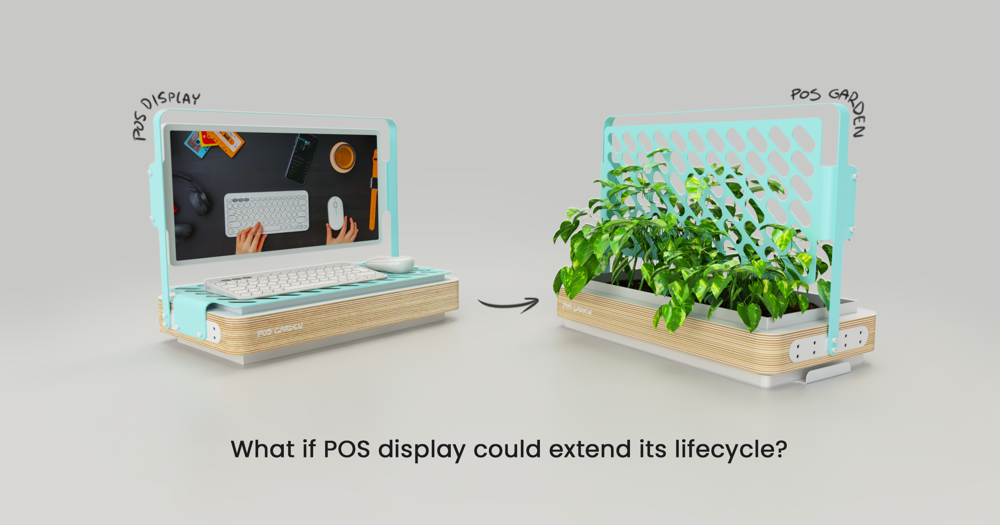 POS DISPLAY
POS GARDEN
POS GARDEN
POS GARDEN
What if POS display could extend its lifecycle?